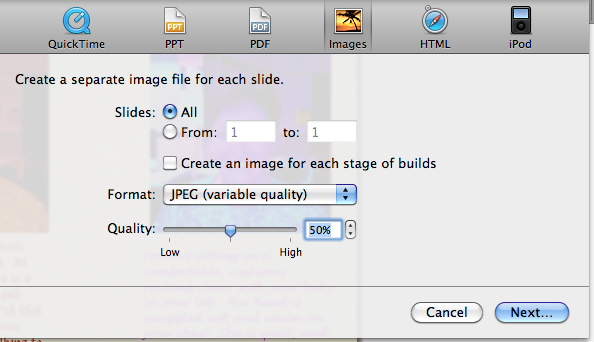 QuickTime PPT PDF Images HTML iPod
Create a separate image file for each slide.
Slides: All
From: 1 to: 1
Create an image for each stage of builds
Format: JPEG (variable quality)
Quality: 50%
Low High
Cancel Next...